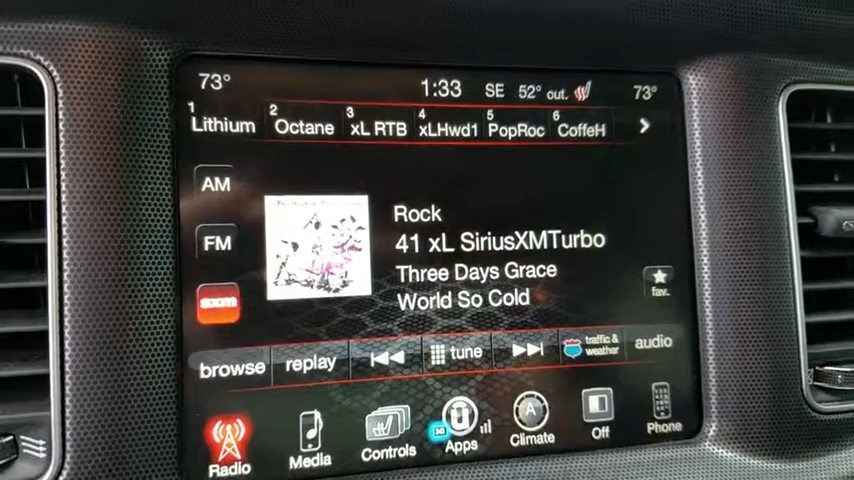 73° 1:33 SE 52° out. 73°
1 Lithium 2 Octane 3 xL RTB 4 xLHwd1 5 PopRoc 6 CoffeH
AM
FM
sxm
Rock
41 xL SiriusXMTurbo
Three Days Grace
World So Cold
fav.
browse replay tune traffic & weather audio
Radio Media Controls 3G Apps A Climate Off Phone